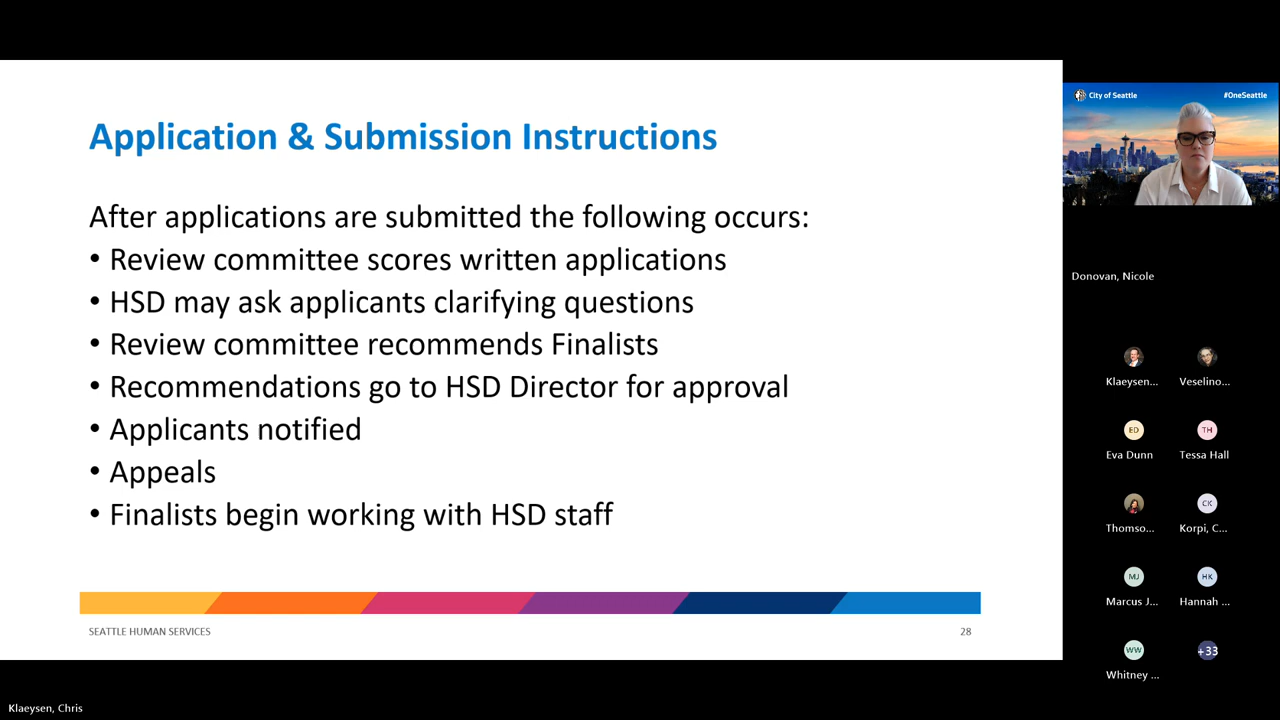 Application & Submission Instructions
After applications are submitted the following occurs:
• Review committee scores written applications
• HSD may ask applicants clarifying questions
• Review committee recommends Finalists
• Recommendations go to HSD Director for approval
• Applicants notified
• Appeals
• Finalists begin working with HSD staff
SEATTLE HUMAN SERVICES
28
City of Seattle
#OneSeattle
Donovan, Nicole
Klaeysen...
Veselino...
ED
TH
Eva Dunn
Tessa Hall
CK
Thomso...
Korpi, C...
MJ
HK
Marcus J...
Hannah ...
WW
+33
Whitney ...
Klaeysen, Chris